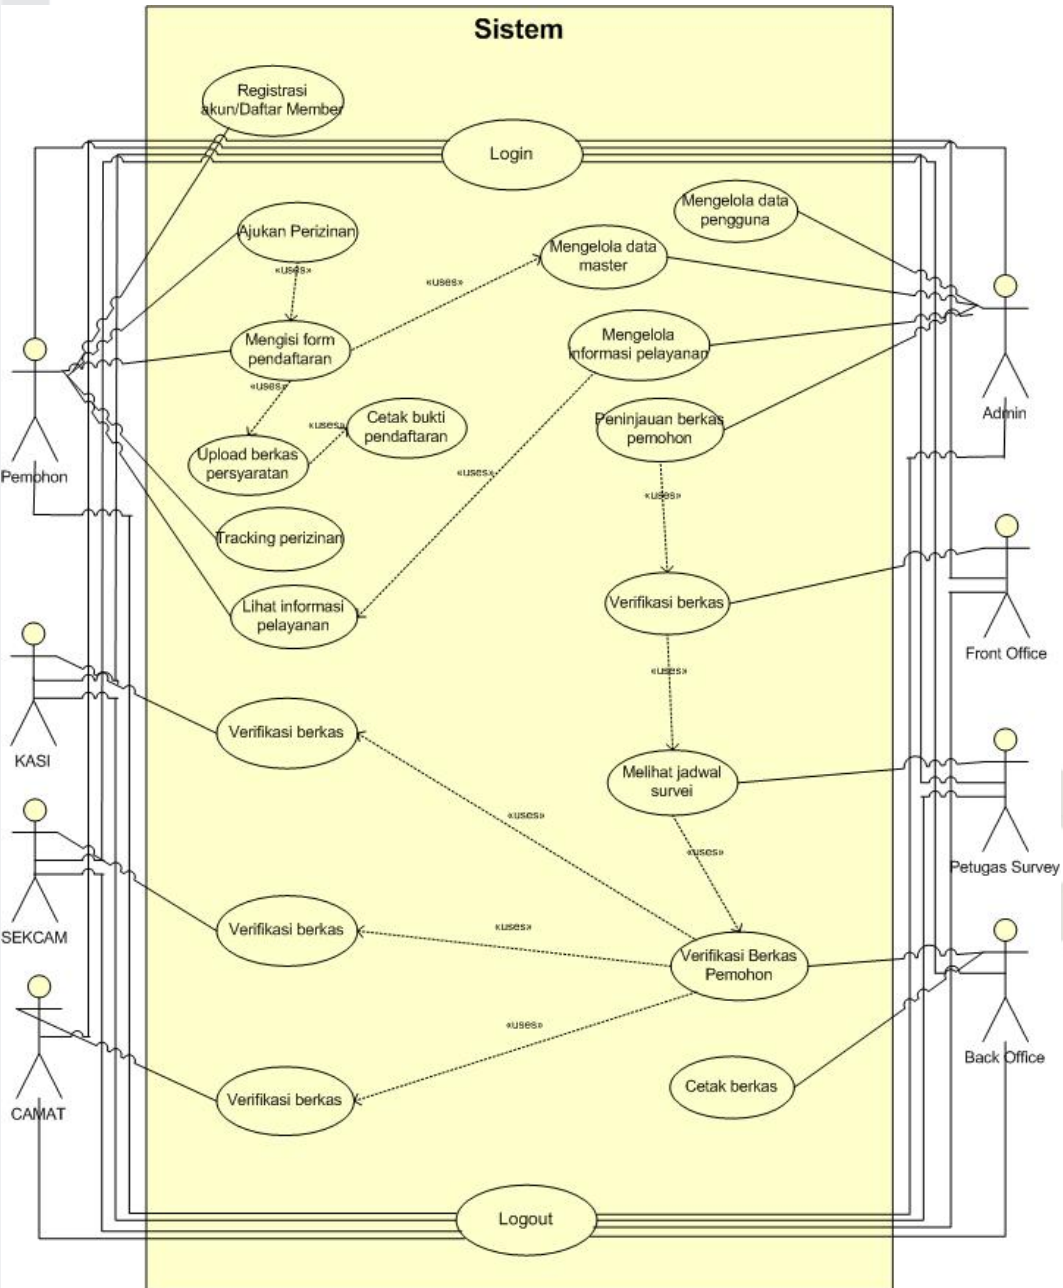 Sistem
Registrasi
akun/Daftar Member
Login
Mengelola data
pengguna
Ajukan Perizinan
Mengelola data
master
«uses»
«uses»
Mengisi form
pendaftaran
Mengelola
informasi pelayanan
«uses»
Cetak bukti
pendaftaran
Peninjauan berkas
pemohon
Admin
«uses»
Upload berkas
persyaratan
Pemohon
«uses»
«uses»
Tracking perizinan
Lihat informasi
pelayanan
Verifikasi berkas
Front Office
«uses»
KASI
Verifikasi berkas
Melihat jadwal
survei
«uses»
«uses»
Petugas Survey
SEKCAM
Verifikasi berkas
«uses»
Verifikasi Berkas
Pemohon
«uses»
Back Office
CAMAT
Verifikasi berkas
Cetak berkas
Logout